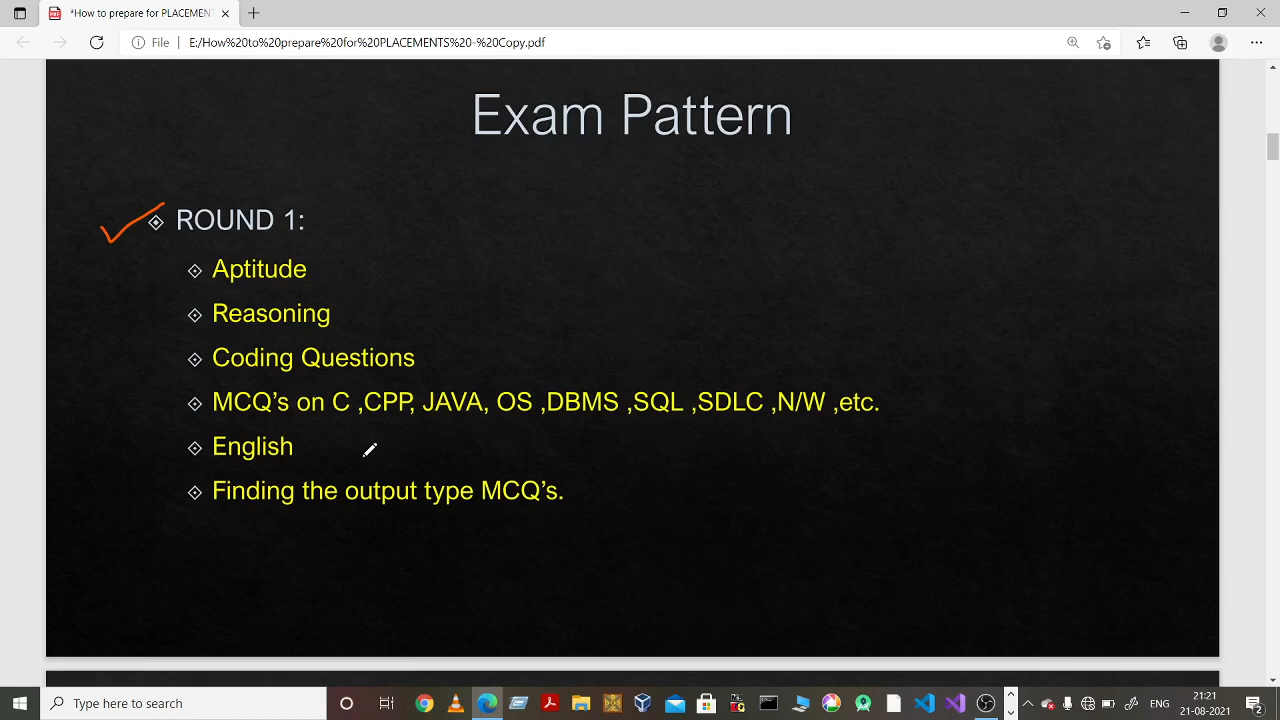 *How to prepare for PLACEMENT
File
E:/How%20to%20prepare%20for%20PLACEMENTS%20-%20Copy.pdf
Exam Pattern
ROUND 1:
Aptitude
Reasoning
Coding Questions
MCQ’s on C ,CPP, JAVA, OS ,DBMS ,SQL ,SDLC ,N/W ,etc.
English
Finding the output type MCQ’s.
Type here to search
ENG
21:21
21-08-2021
2